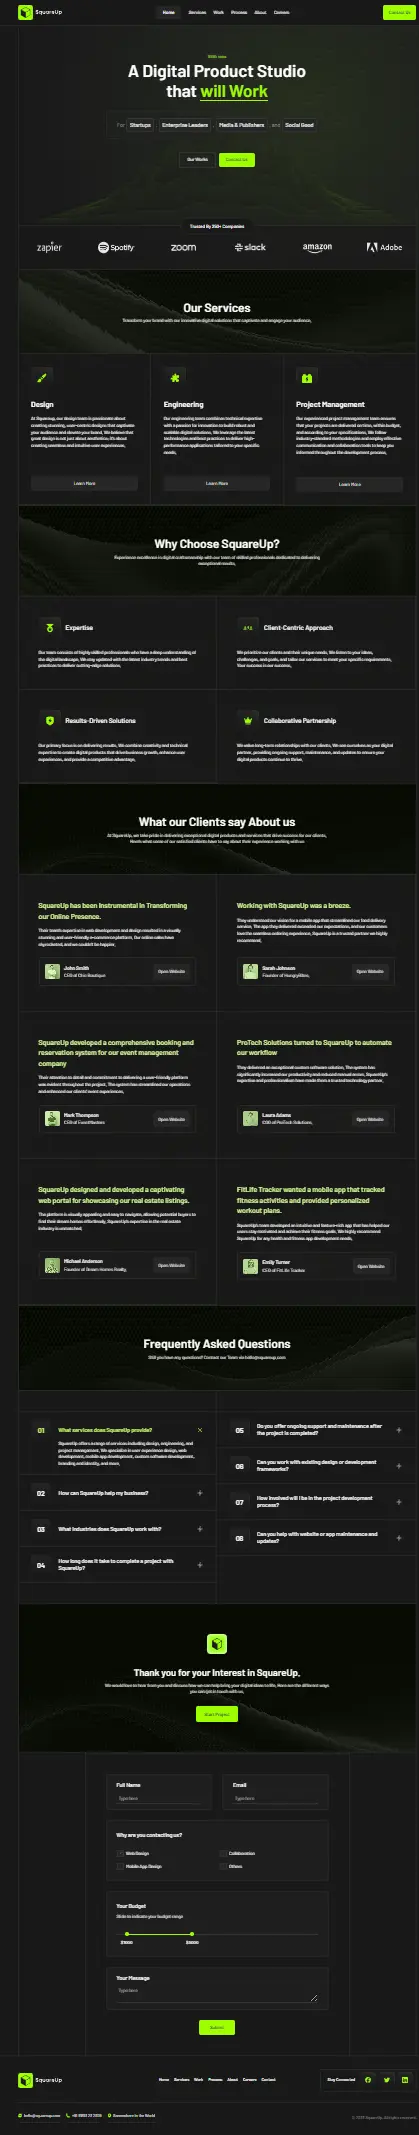 SquareUp
Home Services Work Process About Careers
Contact Us
A Digital Product Studio
that will Work
For Startups Enterprise Leaders Media & Publishers and Social Good
Our Works Contact Us
Trusted By 250+ Companies
zapier Spotify zoom slack amazon Adobe
Our Services
Transform your brand with our innovative digital solutions that captivate and engage your audience.
Design
At Squareup, our design team is passionate about
creating stunning, user-centric designs that captivate
your audience and elevate your brand. We believe that
great design is not just about aesthetics; it's about
creating seamless and intuitive user experiences.
Learn More
Engineering
Our engineering team combines technical expertise
with a passion for innovation to build robust and
scalable digital solutions. We leverage the latest
technologies and best practices to deliver high-
performance applications tailored to your specific
needs.
Learn More
Project Management
Our experienced project management team ensures
that your projects are delivered on time, within budget,
and according to your specifications. We follow
industry-standard methodologies and employ effective
communication and collaboration tools to keep you
informed throughout the development process.
Learn More
Why Choose SquareUp?
Experience excellence in digital craftsmanship with our team of skilled professionals dedicated to delivering
exceptional results.
Expertise
Our team consists of highly skilled professionals who have a deep understanding of
the digital landscape. We stay updated with the latest industry trends and best
practices to deliver cutting-edge solutions.
Client-Centric Approach
We prioritize our clients and their unique needs. We listen to your ideas,
challenges, and goals, and tailor our services to meet your specific requirements.
Your success is our success.
Results-Driven Solutions
Our primary focus is on delivering results. We combine creativity and technical
expertise to create digital products that drive business growth, enhance user
experiences, and provide a competitive advantage.
Collaborative Partnership
We value long-term relationships with our clients. We see ourselves as your digital
partner, providing ongoing support, maintenance, and updates to ensure your
digital products continue to thrive.
What our Clients say About us
At SquareUp, we take pride in delivering exceptional digital products and services that drive success for our clients.
Here's what some of our satisfied clients have to say about their experience working with us
SquareUp has been Instrumental in Transforming
our Online Presence.
Their team's expertise in web development and design resulted in a visually
stunning and user-friendly e-commerce platform. Our online sales have
skyrocketed, and we couldn't be happier.
John Smith
CEO of Chic Boutique
Open Website
Working with SquareUp was a breeze.
They understood our vision for a mobile app that streamlined our food delivery
service. The app they delivered exceeded our expectations, and our customers
love the seamless ordering experience. SquareUp is a trusted partner we highly
recommend.
Sarah Johnson
Founder of HungryBites.
Open Website
SquareUp developed a comprehensive booking and
reservation system for our event management
company
Their attention to detail and commitment to delivering a user-friendly platform
was evident throughout the project. The system has streamlined our operations
and enhanced our clients' event experiences.
Mark Thompson
CEO of EventMasters
Open Website
ProTech Solutions turned to SquareUp to automate
our workflow
They delivered an exceptional custom software solution. The system has
significantly increased our productivity and reduced manual errors. SquareUp's
expertise and professionalism have made them a trusted technology partner.
Laura Adams
COO of ProTech Solutions.
Open Website
SquareUp designed and developed a captivating
web portal for showcasing our real estate listings.
The platform is visually appealing and easy to navigate, allowing potential buyers to
find their dream homes effortlessly. SquareUp's expertise in the real estate
industry is unmatched.
Michael Anderson
Founder of Dream Homes Realty.
Open Website
FitLife Tracker wanted a mobile app that tracked
fitness activities and provided personalized
workout plans.
SquareUp's team developed an intuitive and feature-rich app that has helped our
users stay motivated and achieve their fitness goals. We highly recommend
SquareUp for any health and fitness app development needs.
Emily Turner
CEO of FitLife Tracker
Open Website
Frequently Asked Questions
Still you have any questions? Contact our Team via hello@squareup.com
01 What services does SquareUp provide?
SquareUp offers a range of services including design, engineering, and
project management. We specialize in user experience design, web
development, mobile app development, custom software development,
branding and identity, and more.
02 How can SquareUp help my business?
03 What industries does SquareUp work with?
04 How long does it take to complete a project with
SquareUp?
05 Do you offer ongoing support and maintenance after
the project is completed?
06 Can you work with existing design or development
frameworks?
07 How involved will I be in the project development
process?
08 Can you help with website or app maintenance and
updates?
Thank you for your Interest in SquareUp.
We would love to hear from you and discuss how we can help bring your digital ideas to life. Here are the different ways
you can get in touch with us.
Start Project
Full Name
Type here
Email
Type here
Why are you contacting us?
Web Design
Collaboration
Mobile App Design
Others
Your Budget
Slide to indicate your budget range
$1000 $5000
Your Message
Type here
Submit
SquareUp
Home Services Work Process About Careers Contact
Stay Connected
hello@squareup.com Somewhere in the World